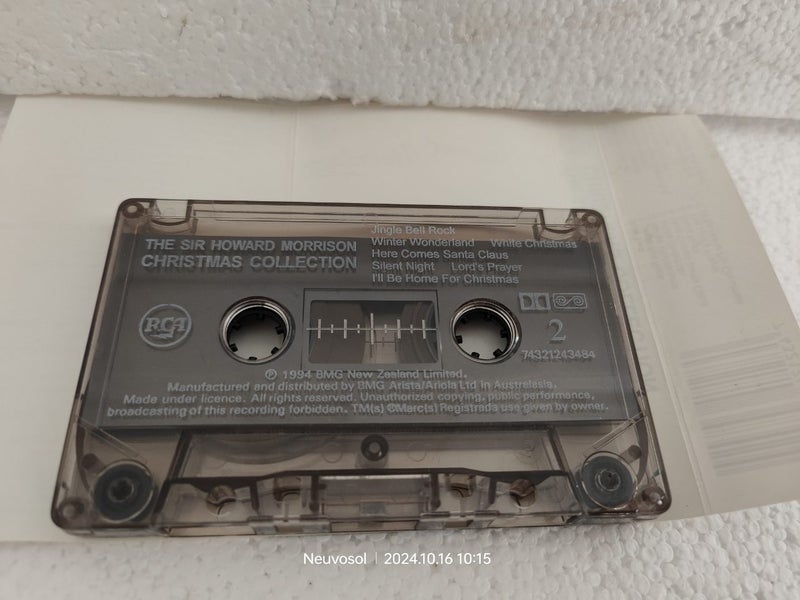 Jingle Bell Rock
THE SIR HOWARD MORRISON
CHRISTMAS COLLECTION
Winter Wonderland White Christmas
Here Comes Santa Claus
Silent Night Lord's Prayer
I'll Be Home For Christmas
RCA
2
74321243484
℗ 1994 BMG New Zealand Limited.
Manufactured and distributed by BMG Arista/Ariola Ltd in Australasia.
Made under licence. All rights reserved. Unauthorized copying, public performance,
broadcasting of this recording forbidden. TM(s) ®Marc(s) Registrada use given by owner.
Neuvosol | 2024.10.16 10:15